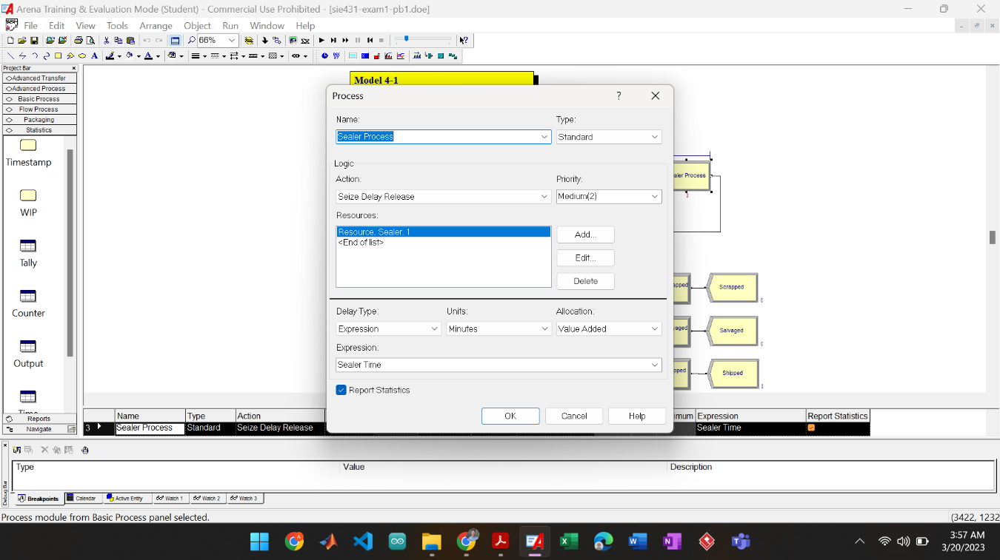 Arena Training & Evaluation Mode (Student) - Commercial Use Prohibited - [sie431-exam1-pb1.doe]
File Edit View Tools Arrange Object Run Window Help
66%
Project Bar
Advanced Transfer
Advanced Process
Basic Process
Flow Process
Packaging
Statistics
Timestamp
WIP
Tally
Counter
Output
Time
Reports
Navigate
Model 4-1
Process
Name:
Type:
Sealer Process
Standard
Logic
Action:
Priority:
Seize Delay Release
Medium(2)
Resources:
Resource, Sealer, 1
<End of list>
Add...
Edit...
Delete
Delay Type:
Units:
Allocation:
Expression
Minutes
Value Added
Expression:
Sealer Time
Report Statistics
OK
Cancel
Help
aler Process
1
apped
Scrapped
0
vaged
Salvaged
0
pped
Shipped
0
Name Type Action imum Expression Report Statistics
3 Sealer Process Standard Seize Delay Release Sealer Time
Debug Bar
Type Value Description
Breakpoints Calendar Active Entity Watch 1 Watch 2 Watch 3
Process module from Basic Process panel selected.
(3422, 1232
3:57 AM
3/20/2023